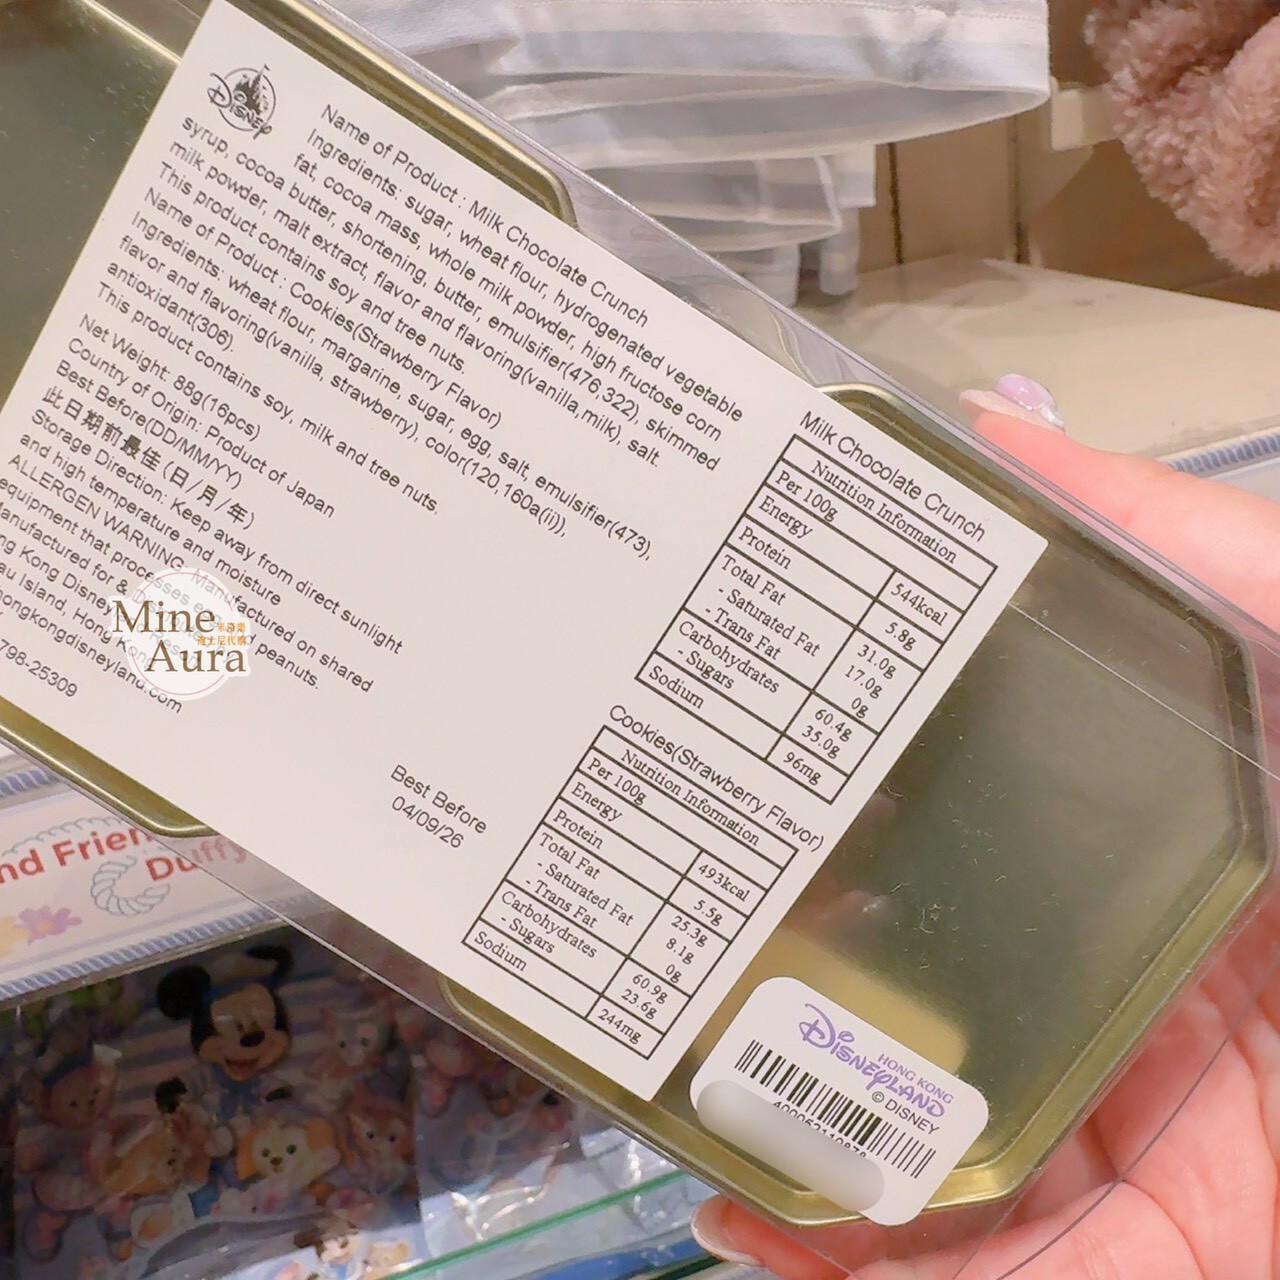 Disney
Name of Product : Milk Chocolate Crunch
Ingredients: sugar, wheat flour, hydrogenated vegetable
fat, cocoa mass, whole milk powder, high fructose corn
syrup, cocoa butter, shortening, butter, emulsifier(476,322), skimmed
milk powder, malt extract, flavor and flavoring(vanilla,milk), salt.
This product contains soy and tree nuts.
Name of Product : Cookies(Strawberry Flavor)
Ingredients: wheat flour, margarine, sugar, egg, salt, emulsifier(473),
flavor and flavoring(vanilla, strawberry), color(120,160a(ii)),
antioxidant(306).
This product contains soy, milk and tree nuts.
Net Weight: 88g(16pcs)
Country of Origin: Product of Japan
Best Before(DD/MM/YY)
此日期前最佳(日/月/年)
Storage Direction: Keep away from direct sunlight
and high temperature and moisture
ALLERGEN WARNING: Manufactured on shared
equipment that processes peanuts.
Manufactured for &
Hong Kong Disney
Island, Hong Kong
hongkongdisneyland.com
798-25309
Mine
Aura
Best Before
04/09/26
Milk Chocolate Crunch
Nutrition Information
Per 100g
Energy 544kcal
Protein 5.8g
Total Fat 31.0g
- Saturated Fat 17.0g
- Trans Fat 0g
Carbohydrates 60.4g
- Sugars 35.0g
Sodium 96mg
Cookies(Strawberry Flavor)
Nutrition Information
Per 100g
Energy 493kcal
Protein 5.5g
Total Fat 25.3g
- Saturated Fat 8.1g
- Trans Fat 0g
Carbohydrates 60.9g
- Sugars 23.6g
Sodium 244mg
HONG KONG
DISNEYLAND
© DISNEY
Duffy